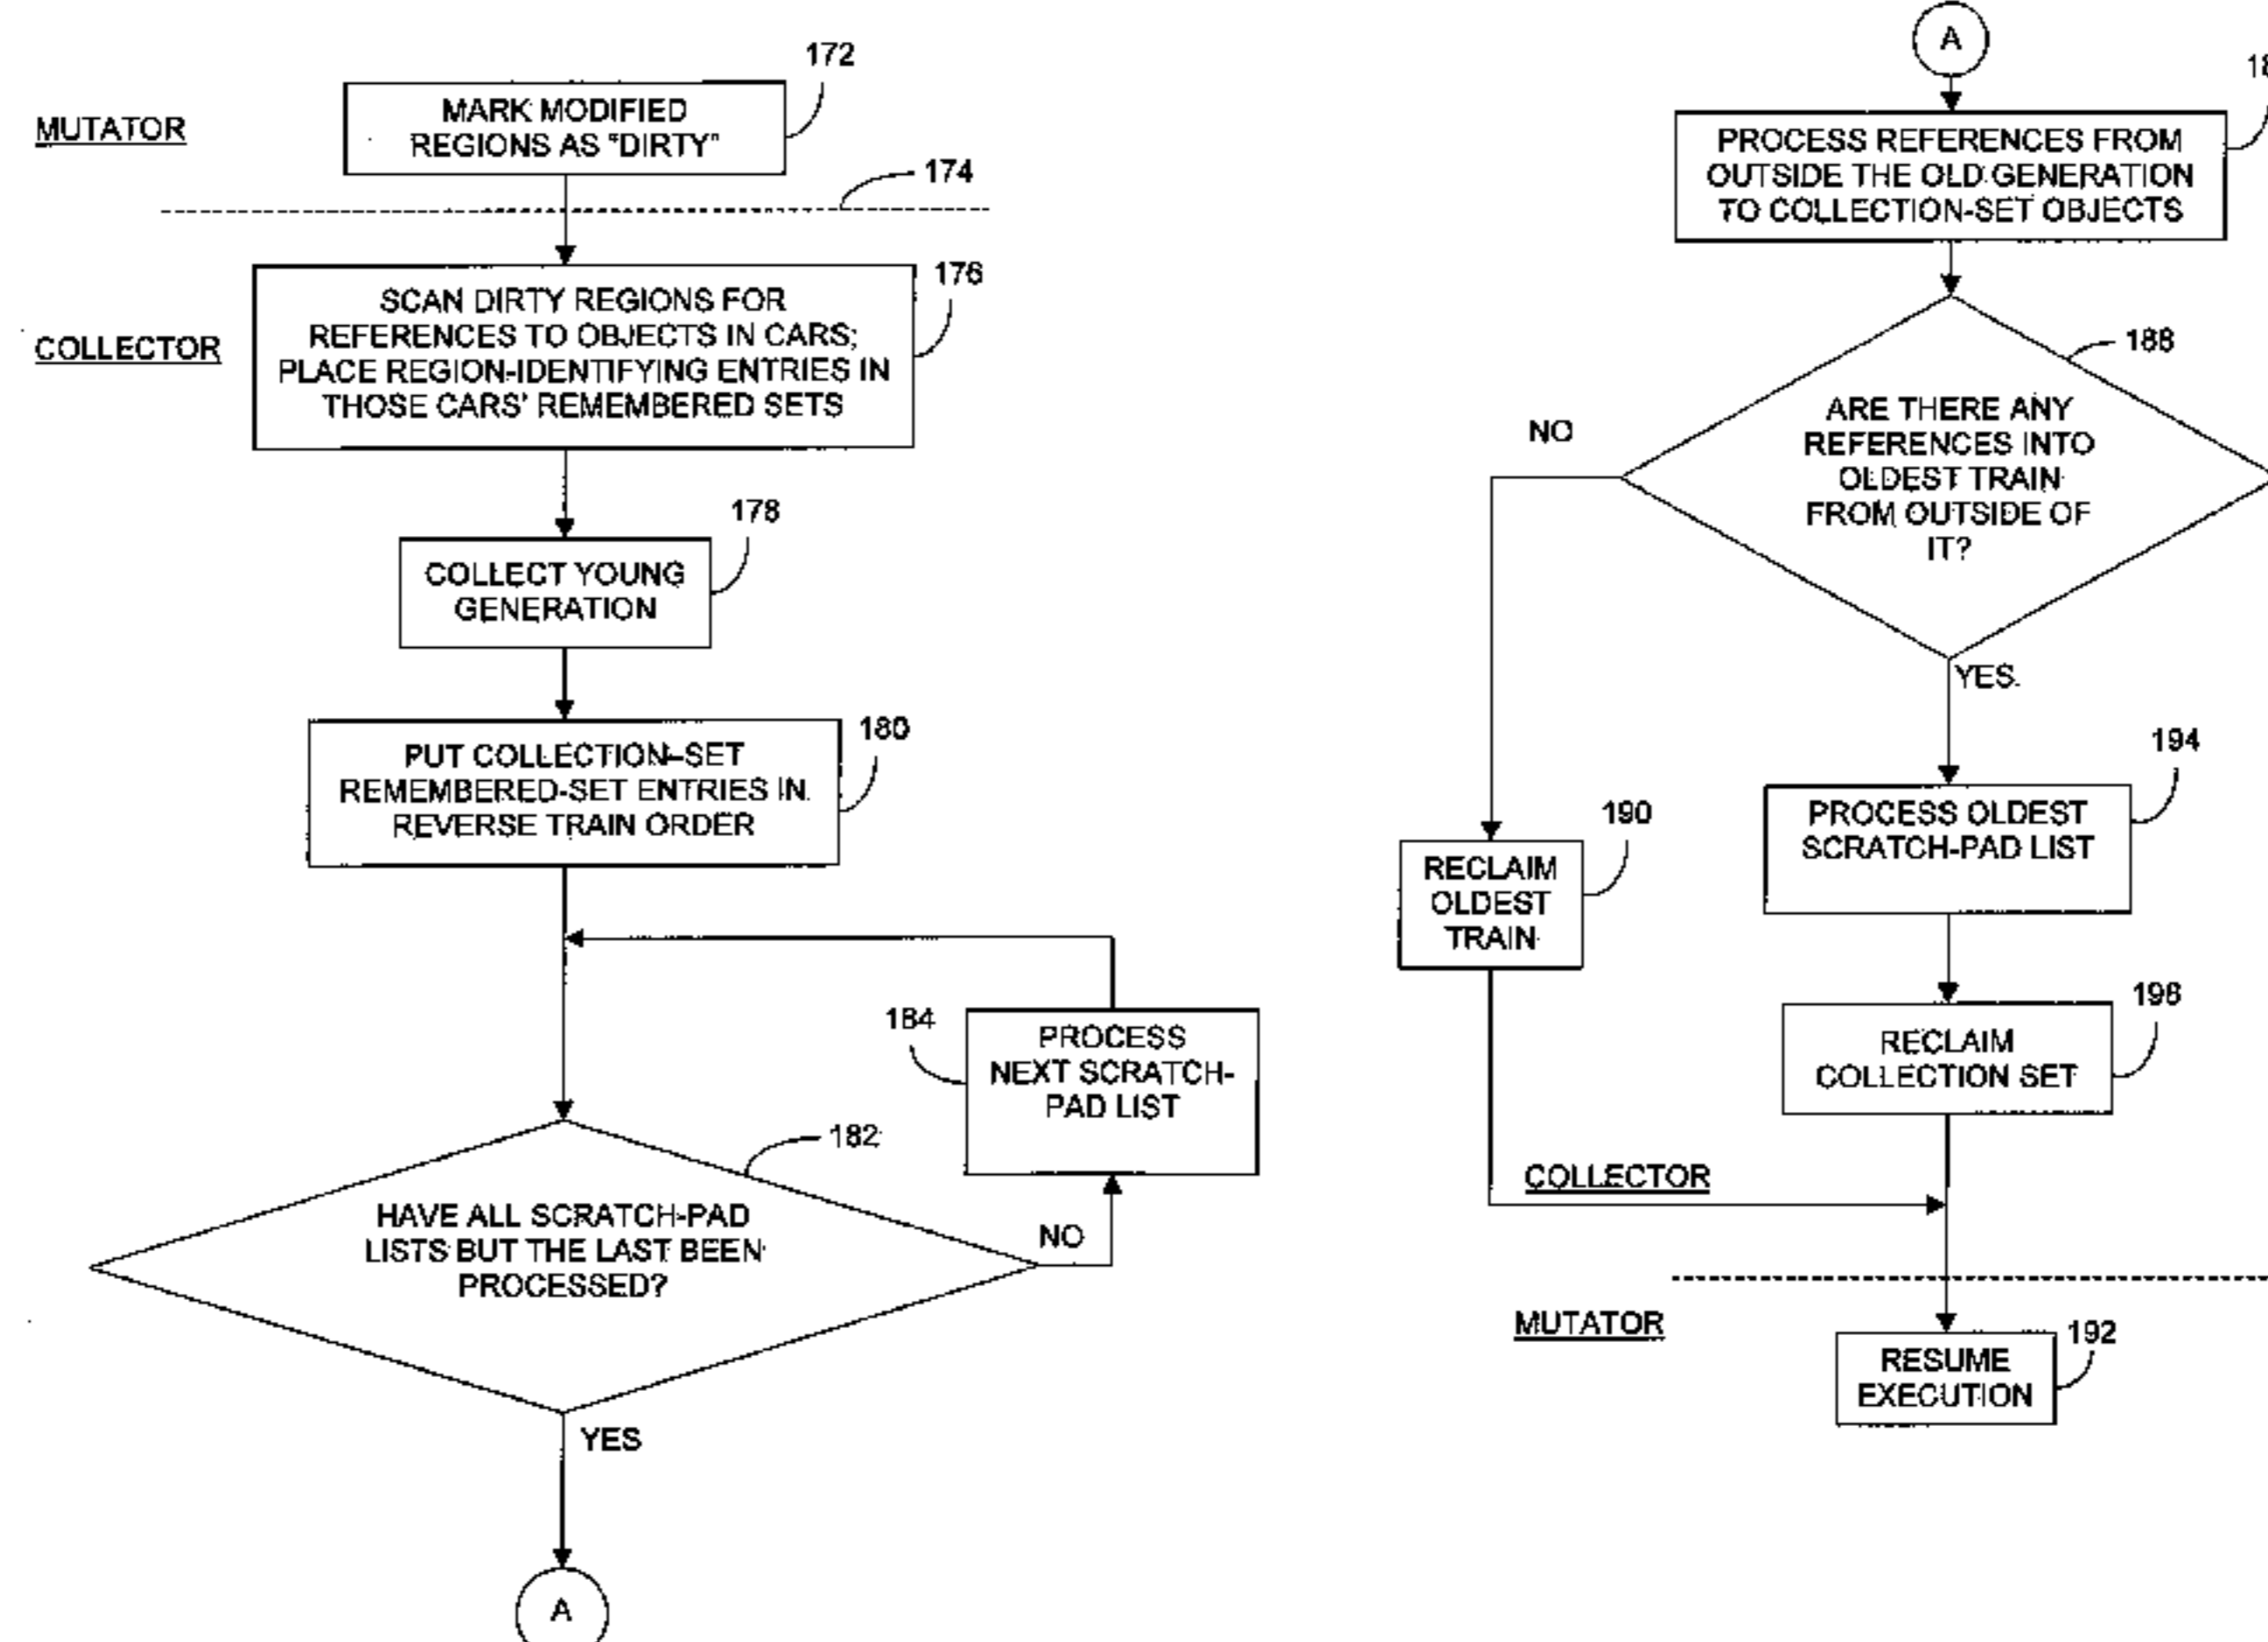 172
MUTATOR
MARK MODIFIED
REGIONS AS "DIRTY"
174
176
COLLECTOR
SCAN DIRTY REGIONS FOR
REFERENCES TO OBJECTS IN CARS;
PLACE REGION-IDENTIFYING ENTRIES IN
THOSE CARS' REMEMBERED SETS
178
COLLECT YOUNG
GENERATION
180
PUT COLLECTION-SET
REMEMBERED-SET ENTRIES IN
REVERSE TRAIN ORDER
184
PROCESS
NEXT SCRATCH-
PAD LIST
182
HAVE ALL SCRATCH-PAD
LISTS BUT THE LAST BEEN
PROCESSED?
NO
YES
A
A
PROCESS REFERENCES FROM
OUTSIDE THE OLD GENERATION
TO COLLECTION-SET OBJECTS
188
ARE THERE ANY
REFERENCES INTO
OLDEST TRAIN
FROM OUTSIDE OF
IT?
NO
YES
194
PROCESS OLDEST
SCRATCH-PAD LIST
190
RECLAIM
OLDEST
TRAIN
196
RECLAIM
COLLECTION SET
COLLECTOR
MUTATOR
192
RESUME
EXECUTION